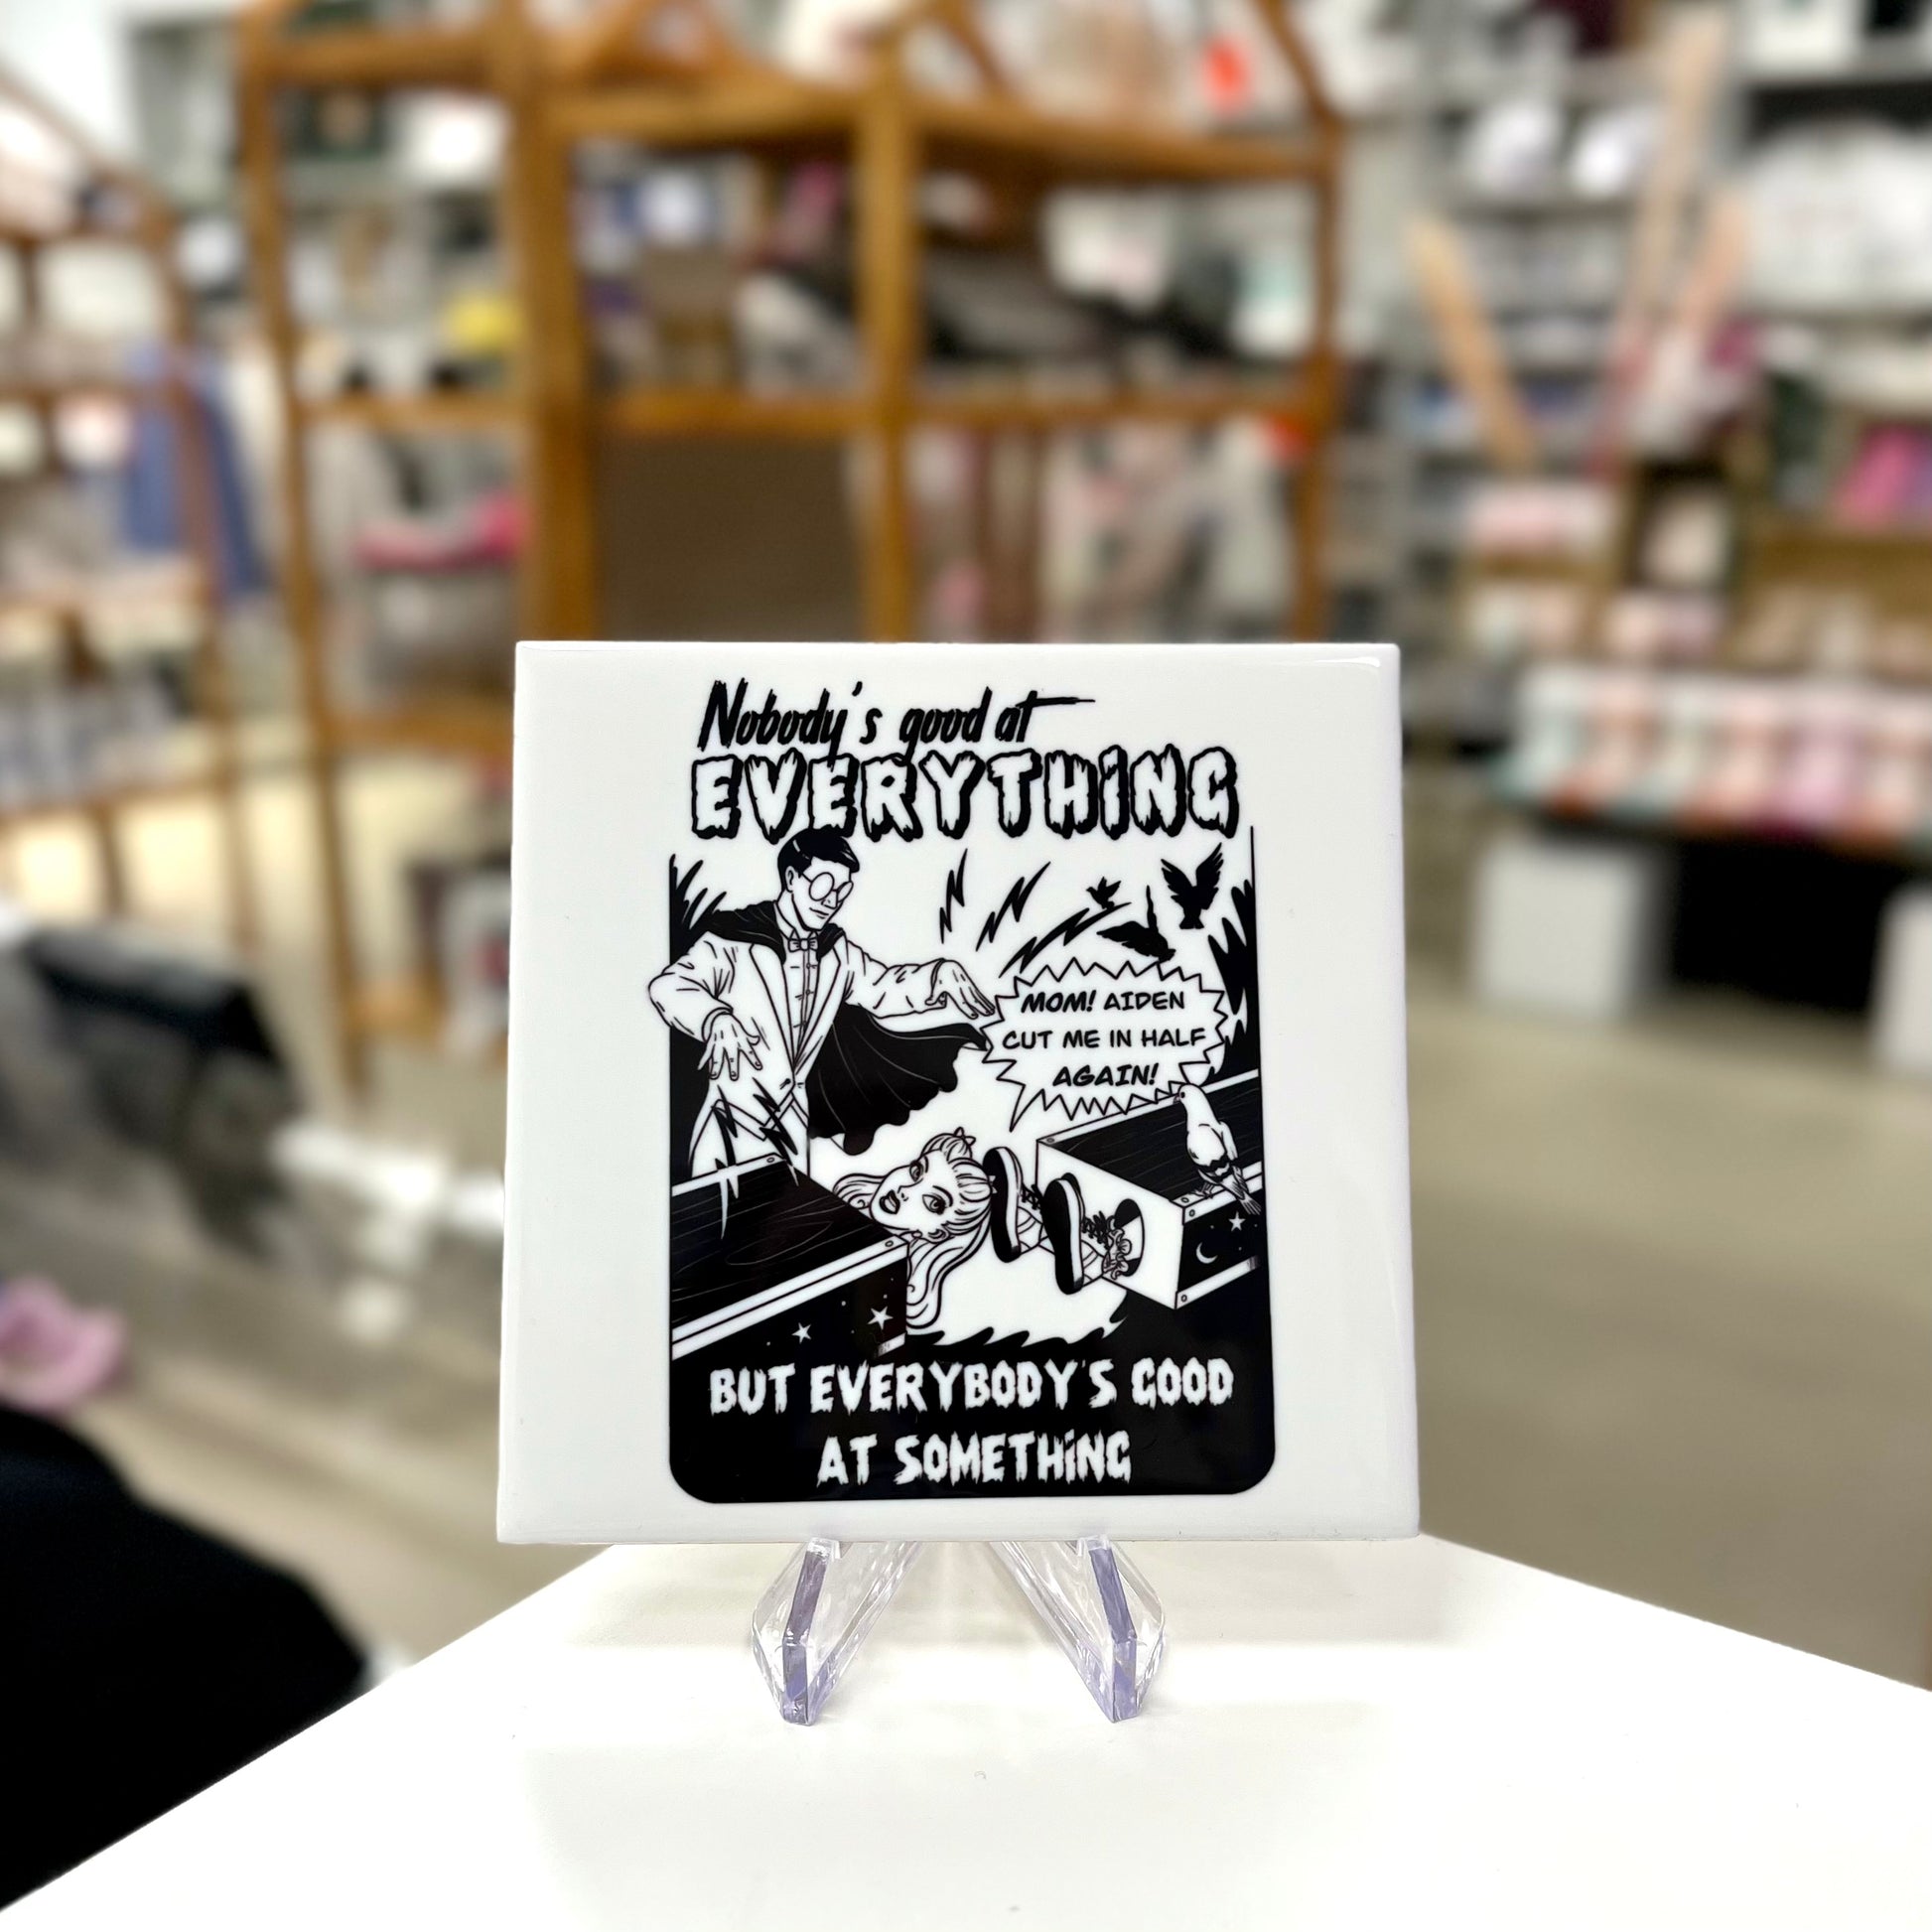 Nobody's good at
EVERYTHING
MOM! AIDEN
CUT ME IN HALF
AGAIN!
BUT EVERYBODY'S GOOD
AT SOMETHING